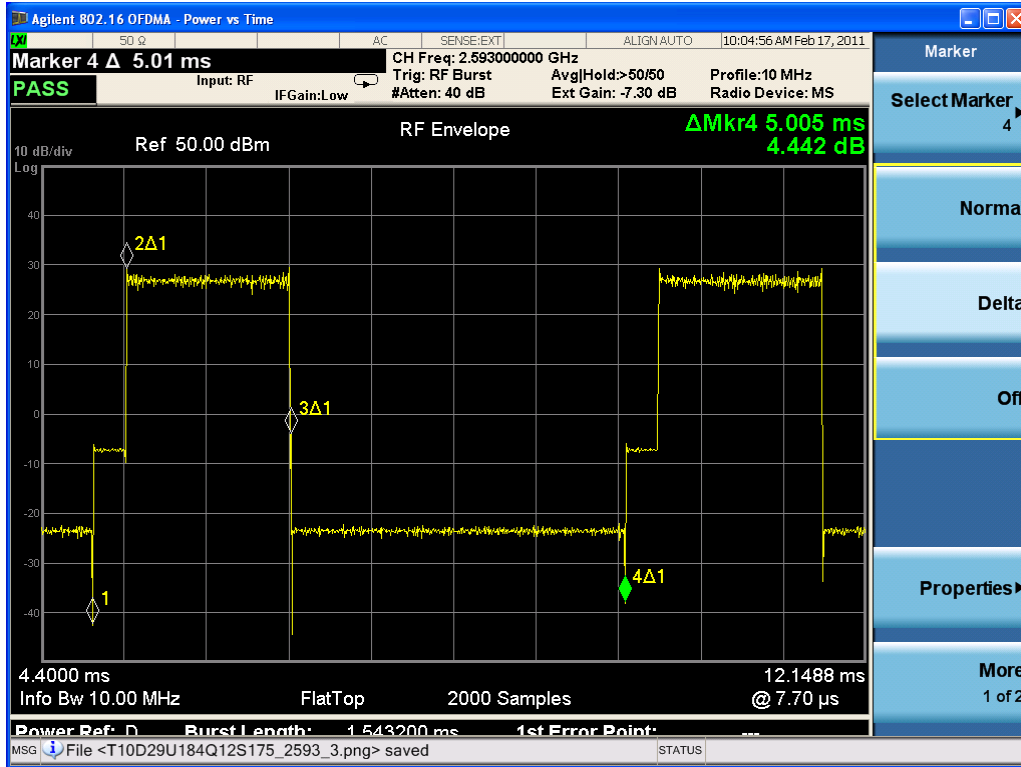 Agilent 802.16 OFDMA - Power vs Time
LXI 50 Ω AC SENSE:EXT ALIGN AUTO 10:04:56 AM Feb 17, 2011
Marker 4 Δ 5.01 ms
PASS
Input: RF
IFGain:Low
CH Freq: 2.593000000 GHz
Trig: RF Burst
#Atten: 40 dB
Avg|Hold:>50/50
Ext Gain: -7.30 dB
Profile:10 MHz
Radio Device: MS
10 dB/div
Log
Ref 50.00 dBm
RF Envelope
ΔMkr4 5.005 ms
4.442 dB
40
30
20
10
0
-10
-20
-30
-40
2Δ1
3Δ1
1
4Δ1
4.4000 ms
12.1488 ms
Info Bw 10.00 MHz
FlatTop
2000 Samples
@ 7.70 µs
Power Ref: D
Burst Length: 1.543200 ms
1st Error Point: ---
MSG
File <T10D29U184Q12S175_2593_3.png> saved
STATUS
Marker
Select Marker
4
Norma
Delta
Off
Properties
More
1 of 2